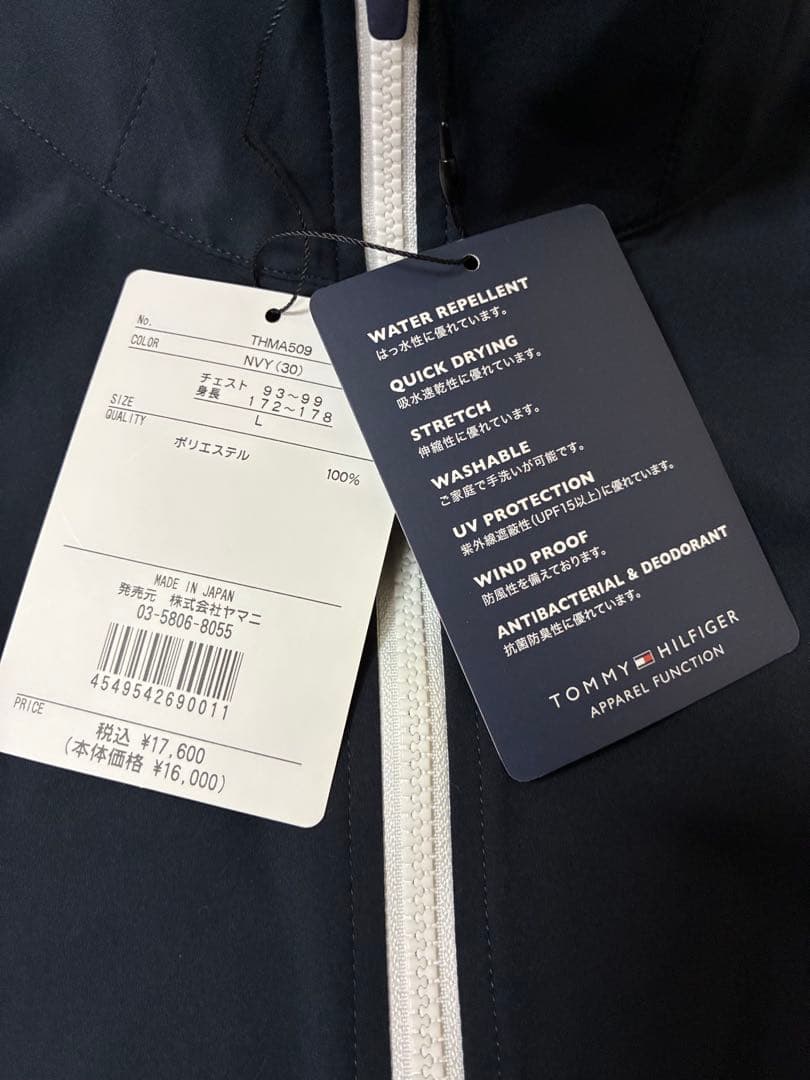 No. THMA509
COLOR NVY(30)
チェスト 93～99
身長 172～178
SIZE L
QUALITY
ポリエステル
100%
MADE IN JAPAN
発売元 株式会社ヤマニ
03-5806-8055
4549542690011
PRICE
税込 ¥17,600
(本体価格 ¥16,000)
WATER REPELLENT
はっ水性に優れています。
QUICK DRYING
吸水速乾性に優れています。
STRETCH
伸縮性に優れています。
WASHABLE
ご家庭で手洗いが可能です。
UV PROTECTION
紫外線遮蔽性(UPF15以上)に優れています。
WIND PROOF
防風性を備えております。
ANTIBACTERIAL & DEODORANT
抗菌防臭性に優れています。
TOMMY HILFIGER
APPAREL FUNCTION